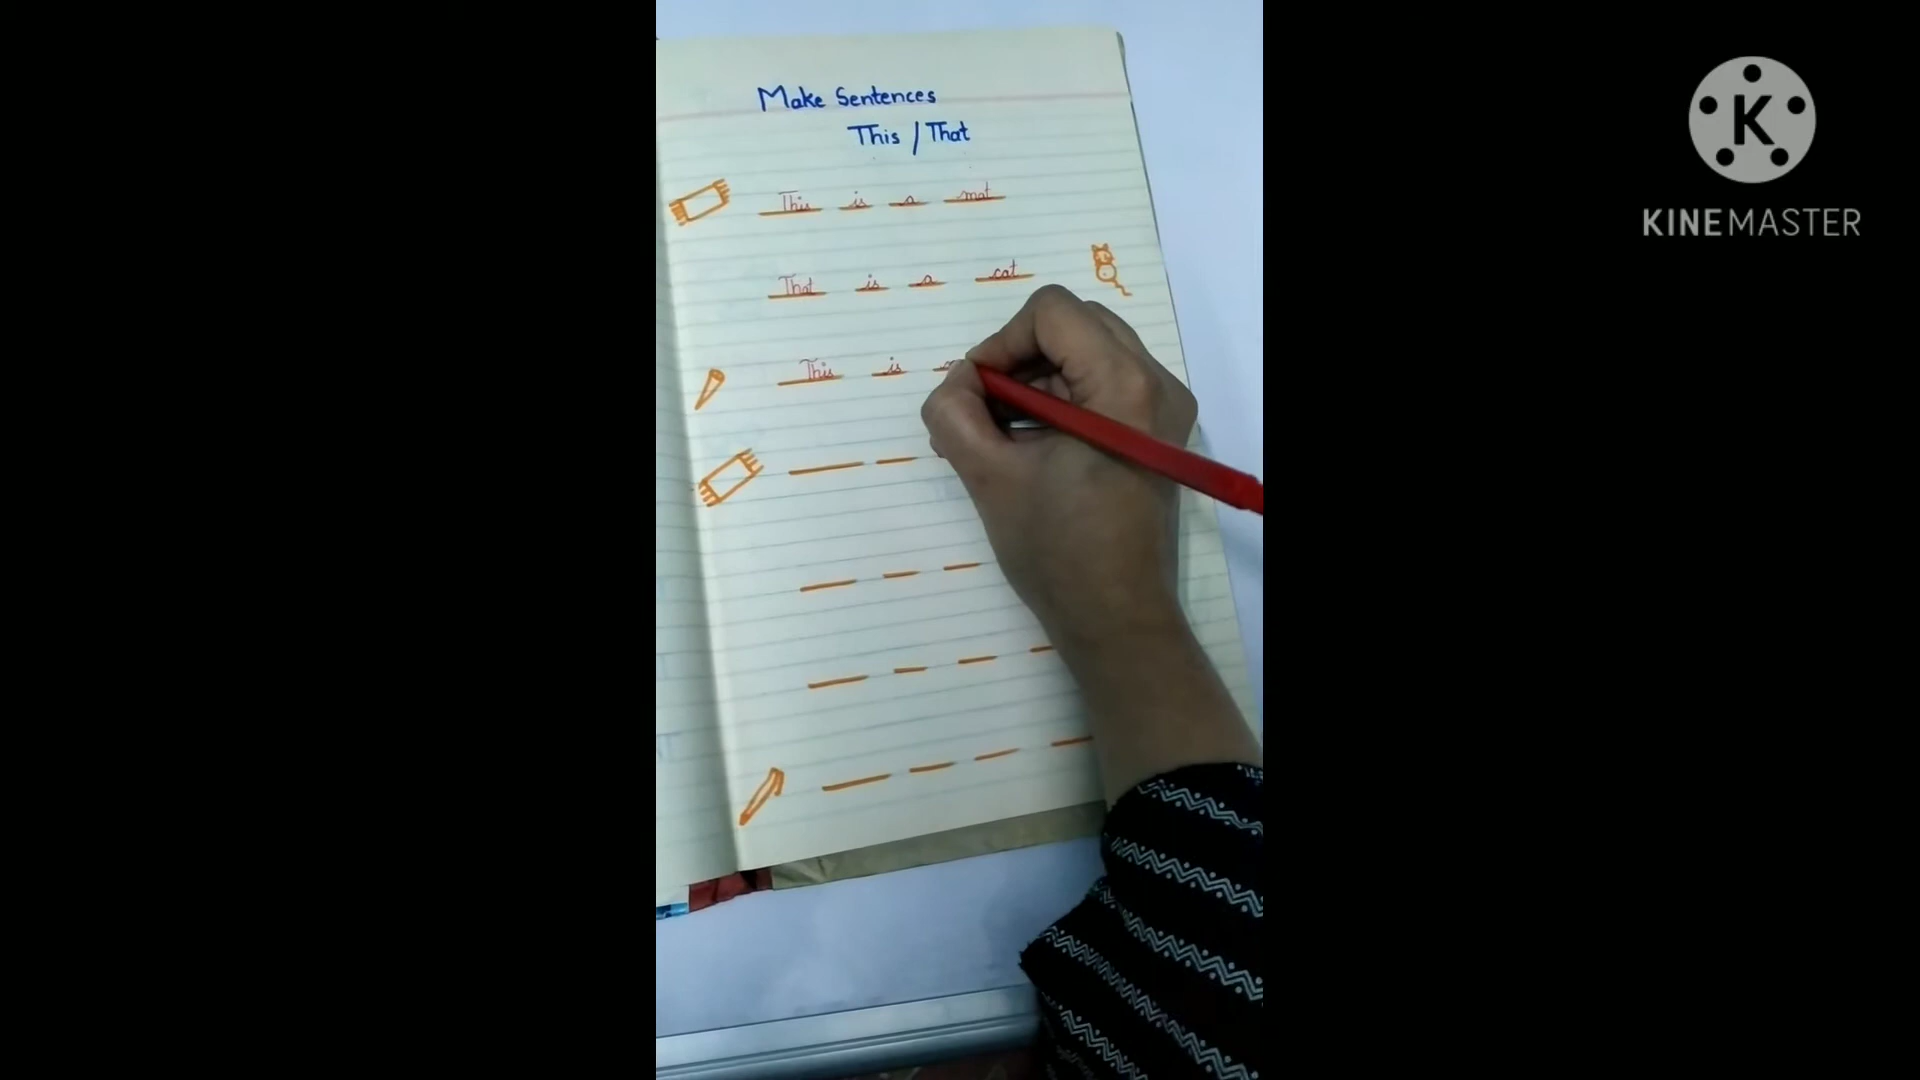 Make Sentences
This / That
This is a mat
That is a cat
This is
KINEMASTER